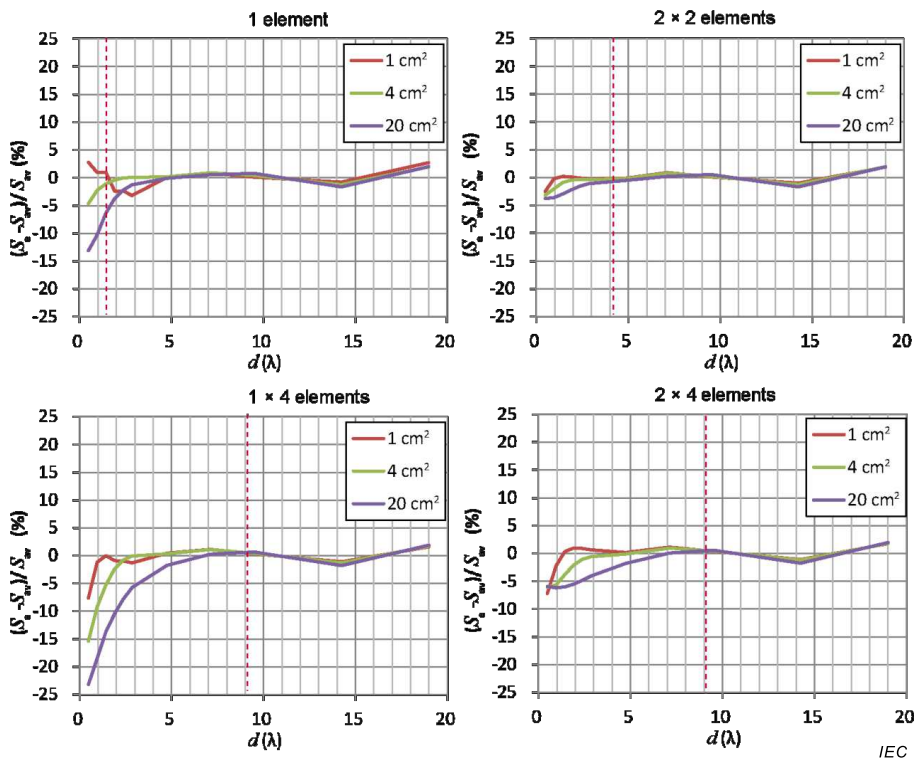 1 element
25
20
15
10
5
0
-5
-10
-15
-20
-25
(Sₐ -Sₐᵥ)/ Sₐᵥ (%)
1 cm²
4 cm²
20 cm²
0 5 10 15 20
d (λ)
2 × 2 elements
25
20
15
10
5
0
-5
-10
-15
-20
-25
(Sₐ -Sₐᵥ)/ Sₐᵥ (%)
1 cm²
4 cm²
20 cm²
0 5 10 15 20
d (λ)
1 × 4 elements
25
20
15
10
5
0
-5
-10
-15
-20
-25
(Sₐ -Sₐᵥ)/ Sₐᵥ (%)
1 cm²
4 cm²
20 cm²
0 5 10 15 20
d (λ)
2 × 4 elements
25
20
15
10
5
0
-5
-10
-15
-20
-25
(Sₐ -Sₐᵥ)/ Sₐᵥ (%)
1 cm²
4 cm²
20 cm²
0 5 10 15 20
d (λ)
IEC